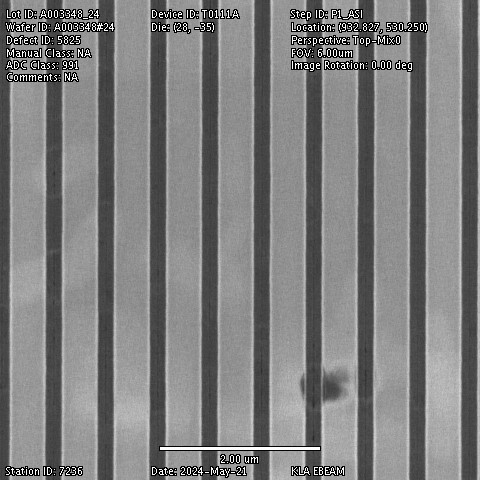 Lot ID: A003348_24 Device ID: T0111A Step ID: P1_ASI
Wafer ID: A003348#24 Die: (28, -35) Location: (932.827, 530.250)
Defect ID: 5825 Perspective: Top-Mix0
Manual Class: NA FOV: 6.00um
ADC Class: 991 Image Rotation: 0.00 deg
Comments: NA
2.00 um
Station ID: 7236 Date: 2024-May-21 KLA EBEAM